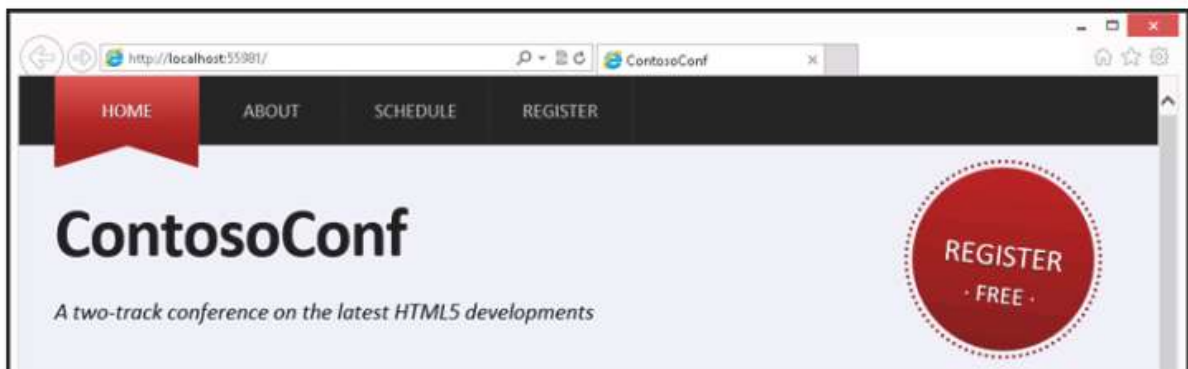 http://localhost:55981/
ContosoConf
HOME ABOUT SCHEDULE REGISTER
ContosoConf
A two-track conference on the latest HTML5 developments
REGISTER
· FREE ·